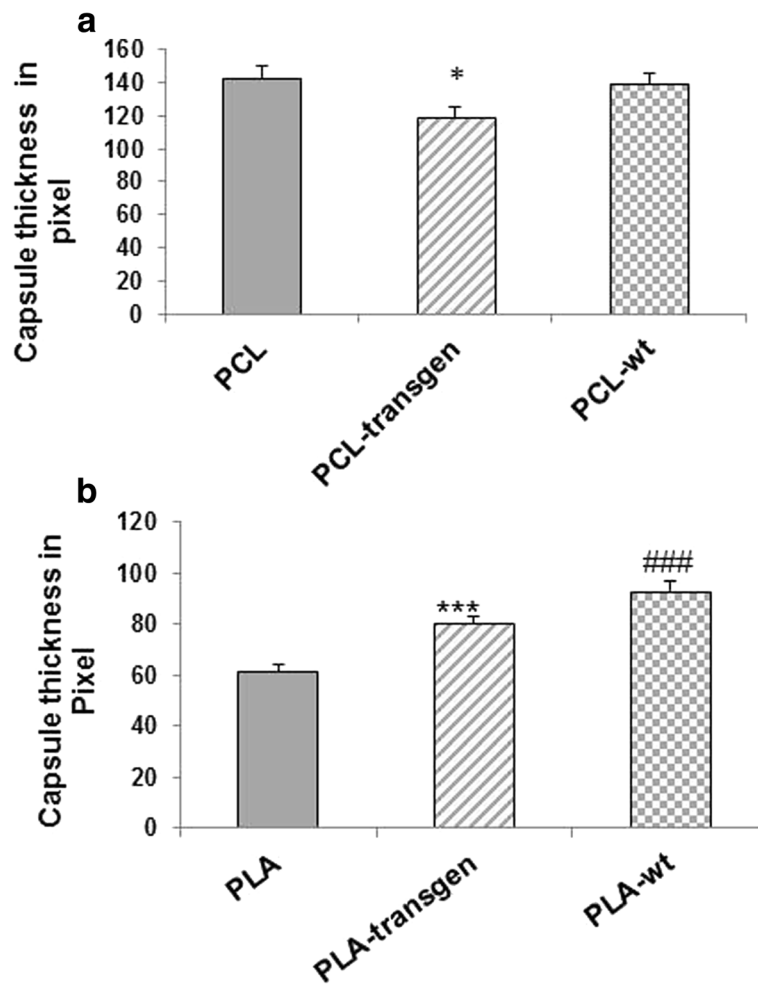 a
Capsule thickness in
pixel
160
140
120
100
80
60
40
20
0
*
PCL
PCL-transgen
PCL-wt
b
Capsule thickness in
Pixel
120
100
80
60
40
20
0
***
###
PLA
PLA-transgen
PLA-wt